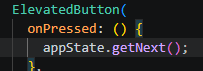 ElevatedButton(
onPressed: () {
appState.getNext();
},